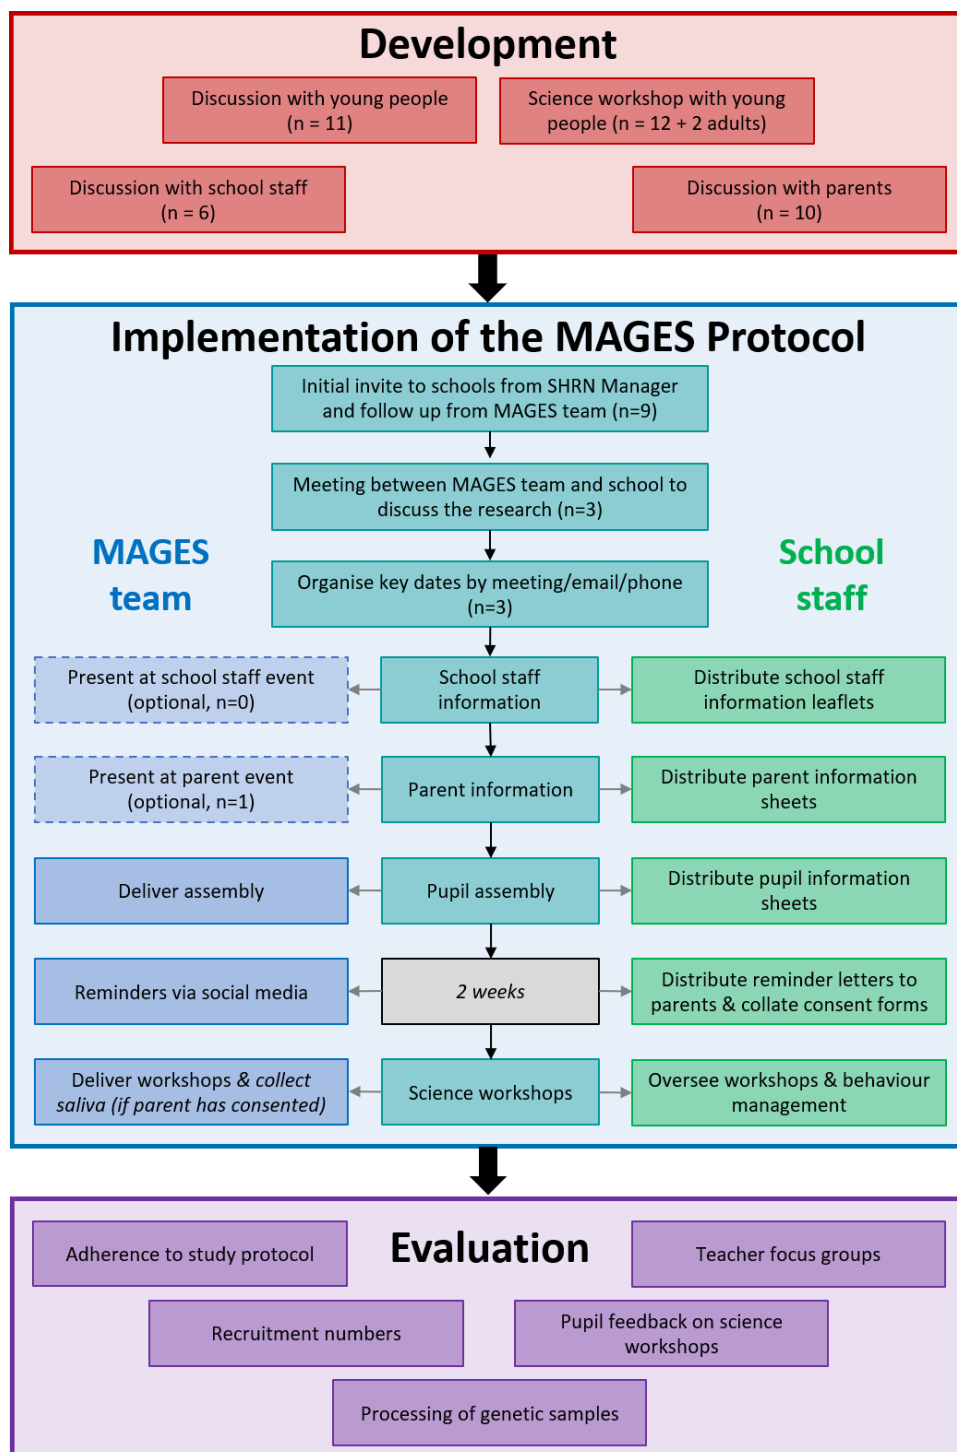 Development
Discussion with young people
(n = 11)
Science workshop with young
people (n = 12 + 2 adults)
Discussion with school staff
(n = 6)
Discussion with parents
(n = 10)
Implementation of the MAGES Protocol
Initial invite to schools from SHRN Manager
and follow up from MAGES team (n=9)
Meeting between MAGES team and school to
discuss the research (n=3)
MAGES
team
School
staff
Organise key dates by meeting/email/phone
(n=3)
Present at school staff event
(optional, n=0)
School staff
information
Distribute school staff
information leaflets
Present at parent event
(optional, n=1)
Parent information
Distribute parent information
sheets
Deliver assembly
Pupil assembly
Distribute pupil information
sheets
Reminders via social media
2 weeks
Distribute reminder letters to
parents & collate consent forms
Deliver workshops & collect
saliva (if parent has consented)
Science workshops
Oversee workshops & behaviour
management
Evaluation
Adherence to study protocol
Teacher focus groups
Recruitment numbers
Pupil feedback on science
workshops
Processing of genetic samples